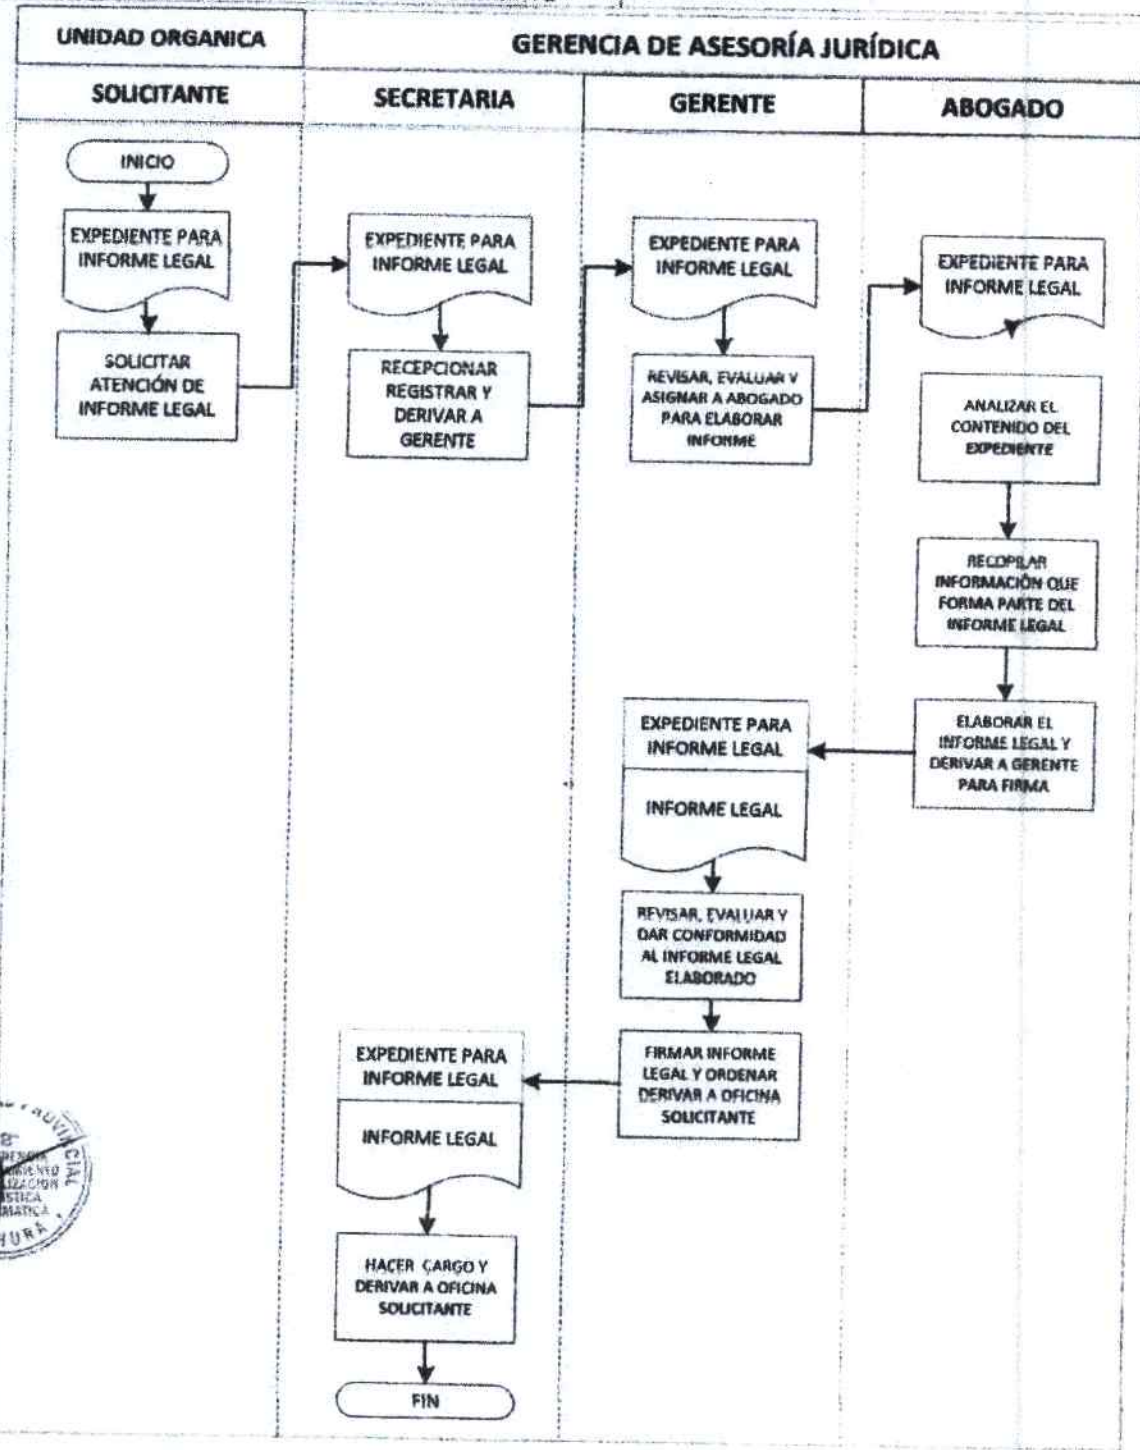 UNIDAD ORGANICA
GERENCIA DE ASESORÍA JURÍDICA
SOLICITANTE
SECRETARIA
GERENTE
ABOGADO
INICIO
EXPEDIENTE PARA
INFORME LEGAL
SOLICITAR
ATENCIÓN DE
INFORME LEGAL
EXPEDIENTE PARA
INFORME LEGAL
RECEPCIONAR
REGISTRAR Y
DERIVAR A
GERENTE
EXPEDIENTE PARA
INFORME LEGAL
REVISAR, EVALUAR Y
ASIGNAR A ABOGADO
PARA ELABORAR
INFORME
EXPEDIENTE PARA
INFORME LEGAL
ANALIZAR EL
CONTENIDO DEL
EXPEDIENTE
RECOPILAR
INFORMACIÓN QUE
FORMA PARTE DEL
INFORME LEGAL
ELABORAR EL
INFORME LEGAL Y
DERIVAR A GERENTE
PARA FIRMA
EXPEDIENTE PARA
INFORME LEGAL
INFORME LEGAL
REVISAR, EVALUAR Y
DAR CONFORMIDAD
AL INFORME LEGAL
ELABORADO
FIRMAR INFORME
LEGAL Y ORDENAR
DERIVAR A OFICINA
SOLICITANTE
EXPEDIENTE PARA
INFORME LEGAL
INFORME LEGAL
HACER CARGO Y
DERIVAR A OFICINA
SOLICITANTE
FIN